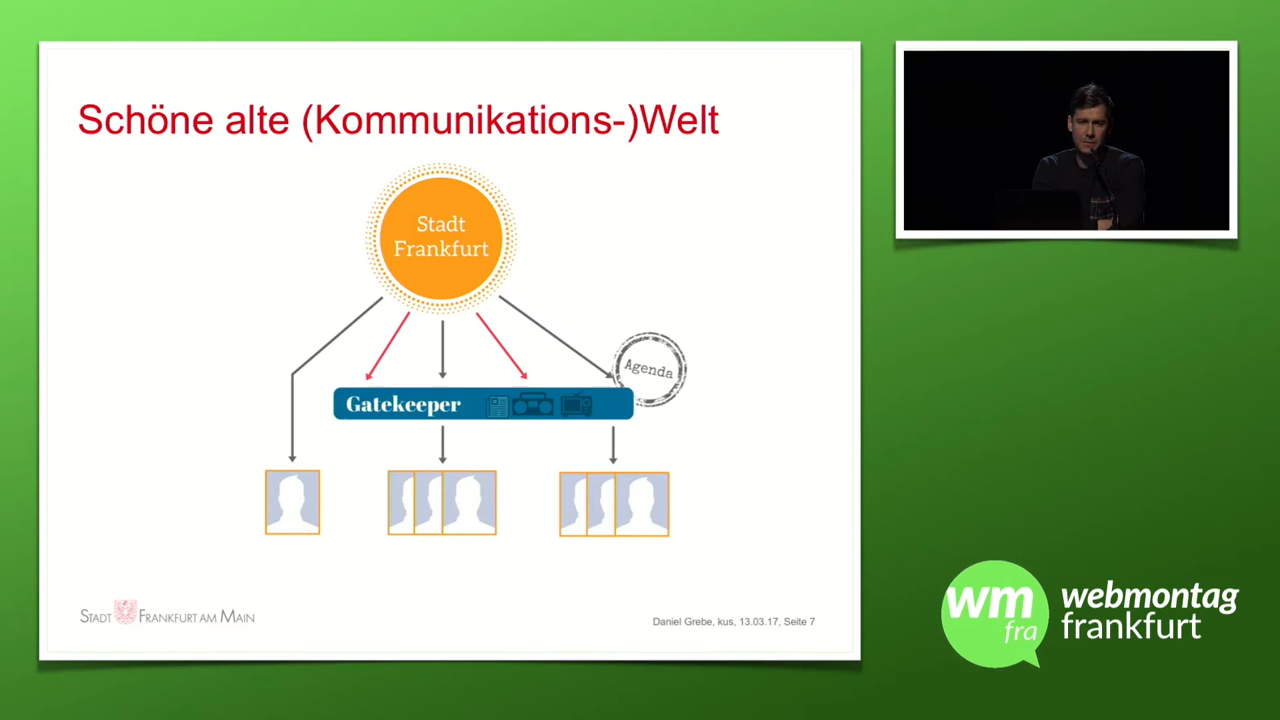 Schöne alte (Kommunikations-)Welt
Stadt
Frankfurt
Agenda
Gatekeeper
STADT FRANKFURT AM MAIN
Daniel Grebe, kus, 13.03.17, Seite 7
wm
fra
webmontag
frankfurt